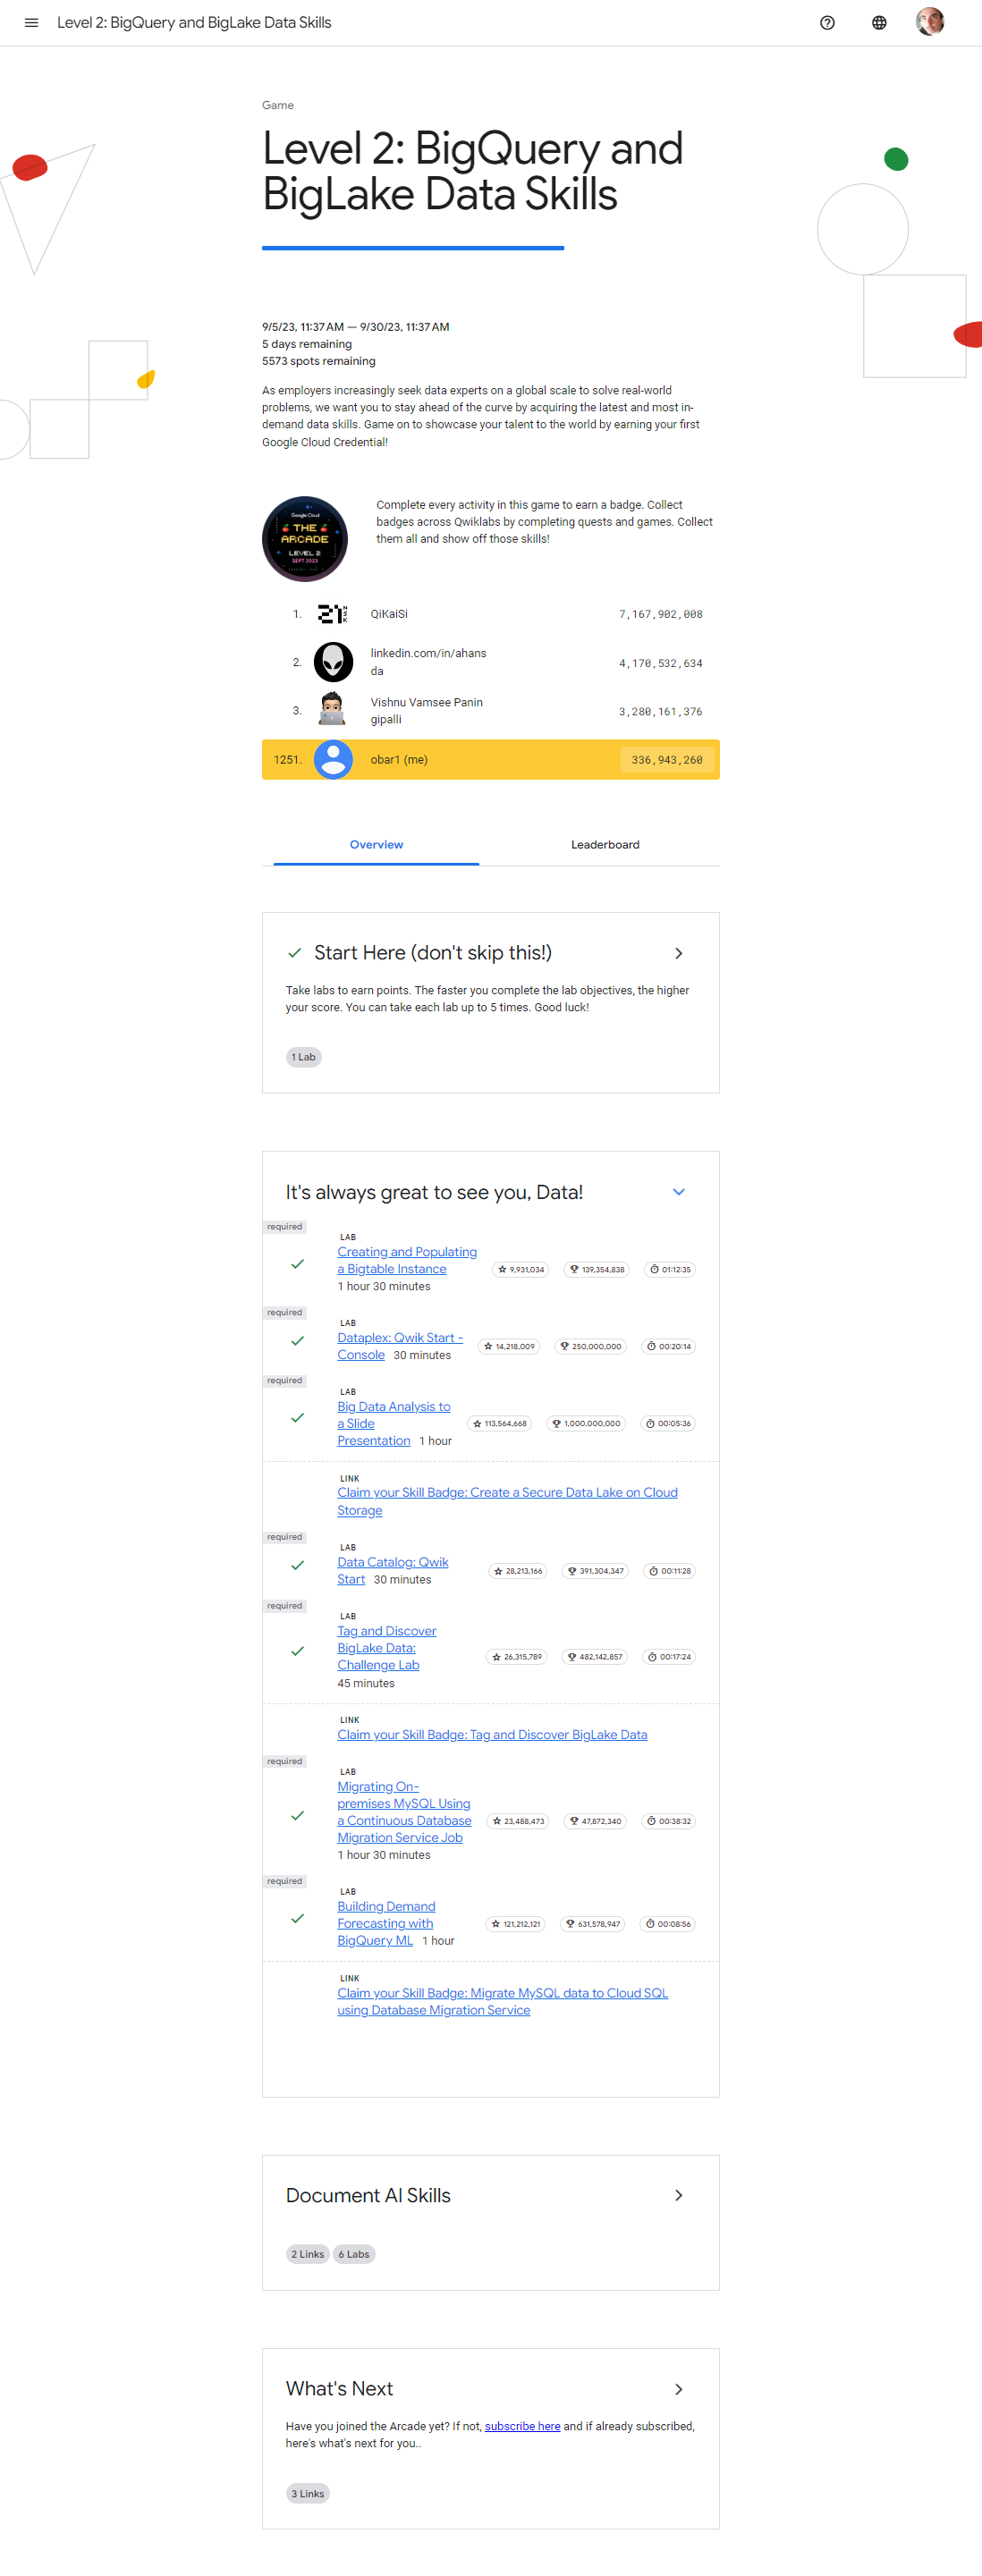 Level 2: BigQuery and BigLake Data Skills
Game
Level 2: BigQuery and
BigLake Data Skills
9/5/23, 11:37 AM — 9/30/23, 11:37 AM
5 days remaining
5573 spots remaining
As employers increasingly seek data experts on a global scale to solve real-world
problems, we want you to stay ahead of the curve by acquiring the latest and most in-
demand data skills. Game on to showcase your talent to the world by earning your first
Google Cloud Credential!
Google Cloud
THE
ARCADE
LEVEL 2
SEPT 2023
Complete every activity in this game to earn a badge. Collect
badges across Qwiklabs by completing quests and games. Collect
them all and show off those skills!
1. 21 NSK QiKaiSi 7,167,902,008
2. linkedin.com/in/ahans
da 4,170,532,634
3. Vishnu Vamsee Panin
gipalli 3,280,161,376
1251. obar1 (me) 336,943,260
Overview Leaderboard
Start Here (don't skip this!)
Take labs to earn points. The faster you complete the lab objectives, the higher
your score. You can take each lab up to 5 times. Good luck!
1 Lab
It's always great to see you, Data!
required
LAB
Creating and Populating
a Bigtable Instance 9,931,034 139,354,838 01:12:35
1 hour 30 minutes
required
LAB
Dataplex: Qwik Start -
Console 30 minutes 14,218,009 250,000,000 00:20:14
required
LAB
Big Data Analysis to
a Slide 113,564,668 1,000,000,000 00:05:36
Presentation 1 hour
LINK
Claim your Skill Badge: Create a Secure Data Lake on Cloud
Storage
required
LAB
Data Catalog: Qwik
Start 30 minutes 28,213,166 391,304,347 00:11:28
required
LAB
Tag and Discover
BigLake Data: 26,315,789 482,142,857 00:17:24
Challenge Lab
45 minutes
LINK
Claim your Skill Badge: Tag and Discover BigLake Data
required
LAB
Migrating On-
premises MySQL Using
a Continuous Database 23,488,473 47,872,340 00:38:32
Migration Service Job
1 hour 30 minutes
required
LAB
Building Demand
Forecasting with 121,212,121 631,578,947 00:08:56
BigQuery ML 1 hour
LINK
Claim your Skill Badge: Migrate MySQL data to Cloud SQL
using Database Migration Service
Document AI Skills
2 Links 6 Labs
What's Next
Have you joined the Arcade yet? If not, subscribe here and if already subscribed,
here's what's next for you..
3 Links